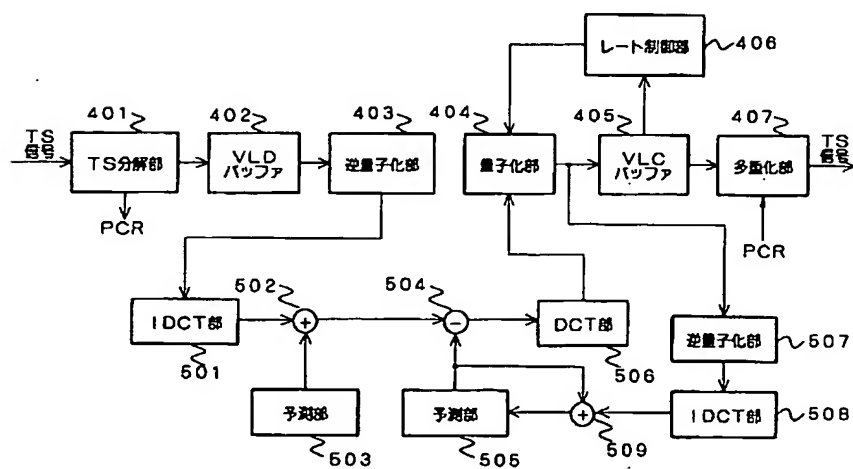 レート制御部
406
401
402
403
404
405
407
TS
信号
TS分解部
VLD
バッファ
逆量子化部
量子化部
VLC
バッファ
多重化部
TS
信号
PCR
PCR
502
504
IDCT部
501
+
−
DCT部
506
逆量子化部
507
予測部
503
予測部
505
+
509
IDCT部
508